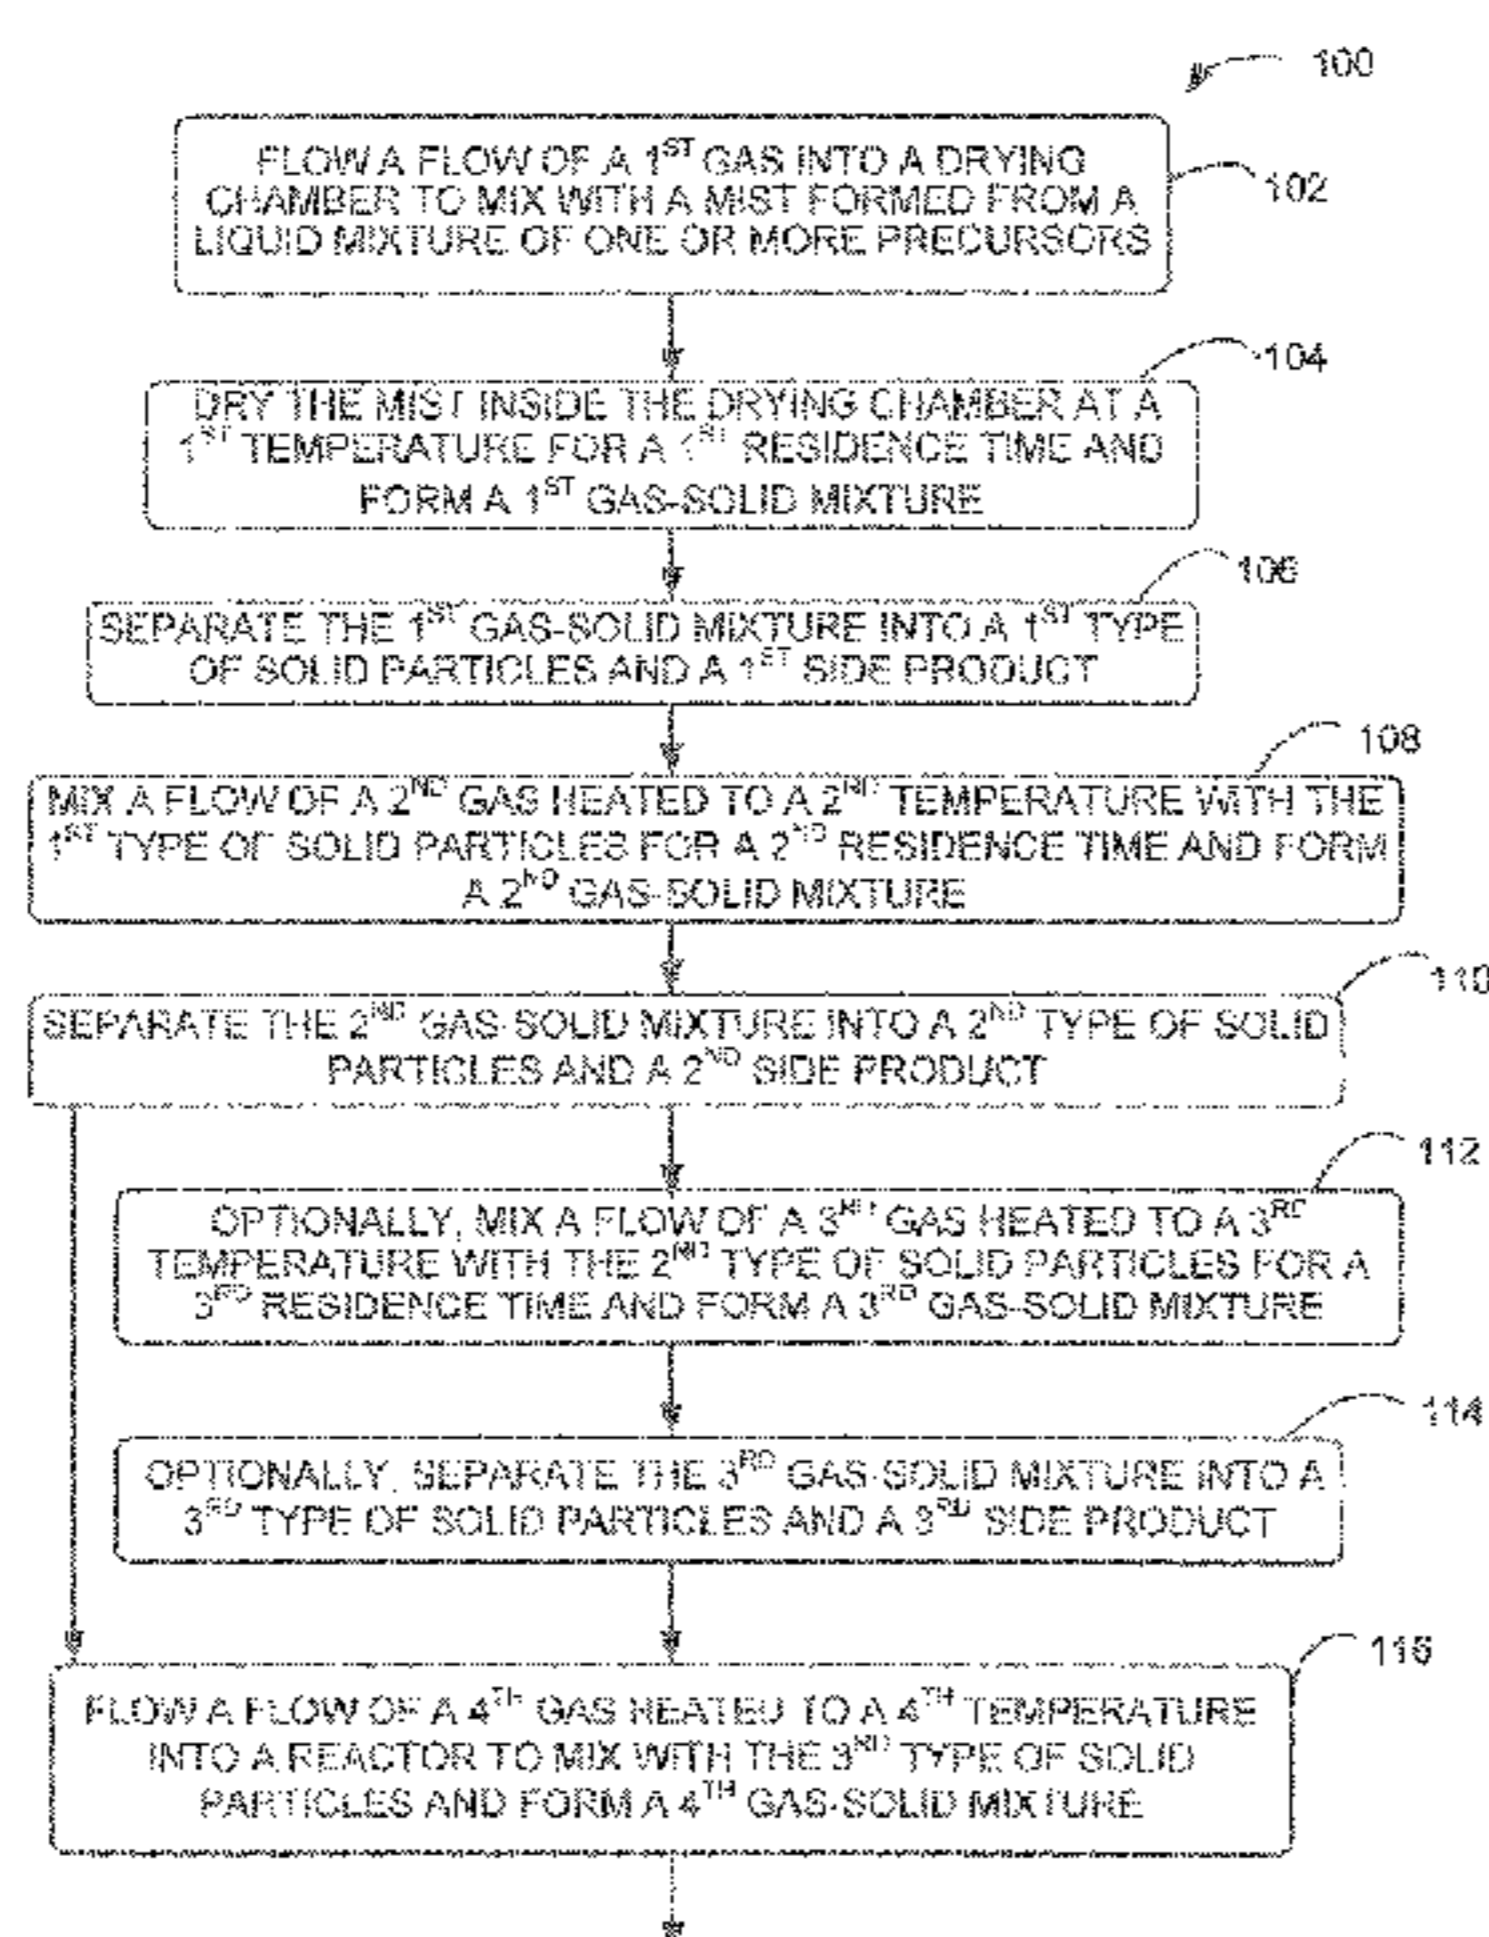 100
FLOW A FLOW OF A 1ST GAS INTO A DRYING
CHAMBER TO MIX WITH A MIST FORMED FROM A
LIQUID MIXTURE OF ONE OR MORE PRECURSORS
102
DRY THE MIST INSIDE THE DRYING CHAMBER AT A
1ST TEMPERATURE FOR A 1ST RESIDENCE TIME AND
FORM A 1ST GAS-SOLID MIXTURE
104
SEPARATE THE 1ST GAS-SOLID MIXTURE INTO A 1ST TYPE
OF SOLID PARTICLES AND A 1ST SIDE PRODUCT
106
MIX A FLOW OF A 2ND GAS HEATED TO A 2RD TEMPERATURE WITH THE
1ST TYPE OF SOLID PARTICLES FOR A 2ND RESIDENCE TIME AND FORM
A 2ND GAS-SOLID MIXTURE
108
SEPARATE THE 2ND GAS-SOLID MIXTURE INTO A 2ND TYPE OF SOLID
PARTICLES AND A 2ND SIDE PRODUCT
110
OPTIONALLY, MIX A FLOW OF A 3RD GAS HEATED TO A 3RD
TEMPERATURE WITH THE 2ND TYPE OF SOLID PARTICLES FOR A
3RD RESIDENCE TIME AND FORM A 3RD GAS-SOLID MIXTURE
112
OPTIONALLY, SEPARATE THE 3RD GAS-SOLID MIXTURE INTO A
3RD TYPE OF SOLID PARTICLES AND A 3RD SIDE PRODUCT
114
FLOW A FLOW OF A 4TH GAS HEATED TO A 4TH TEMPERATURE
INTO A REACTOR TO MIX WITH THE 3RD TYPE OF SOLID
PARTICLES AND FORM A 4TH GAS-SOLID MIXTURE
116